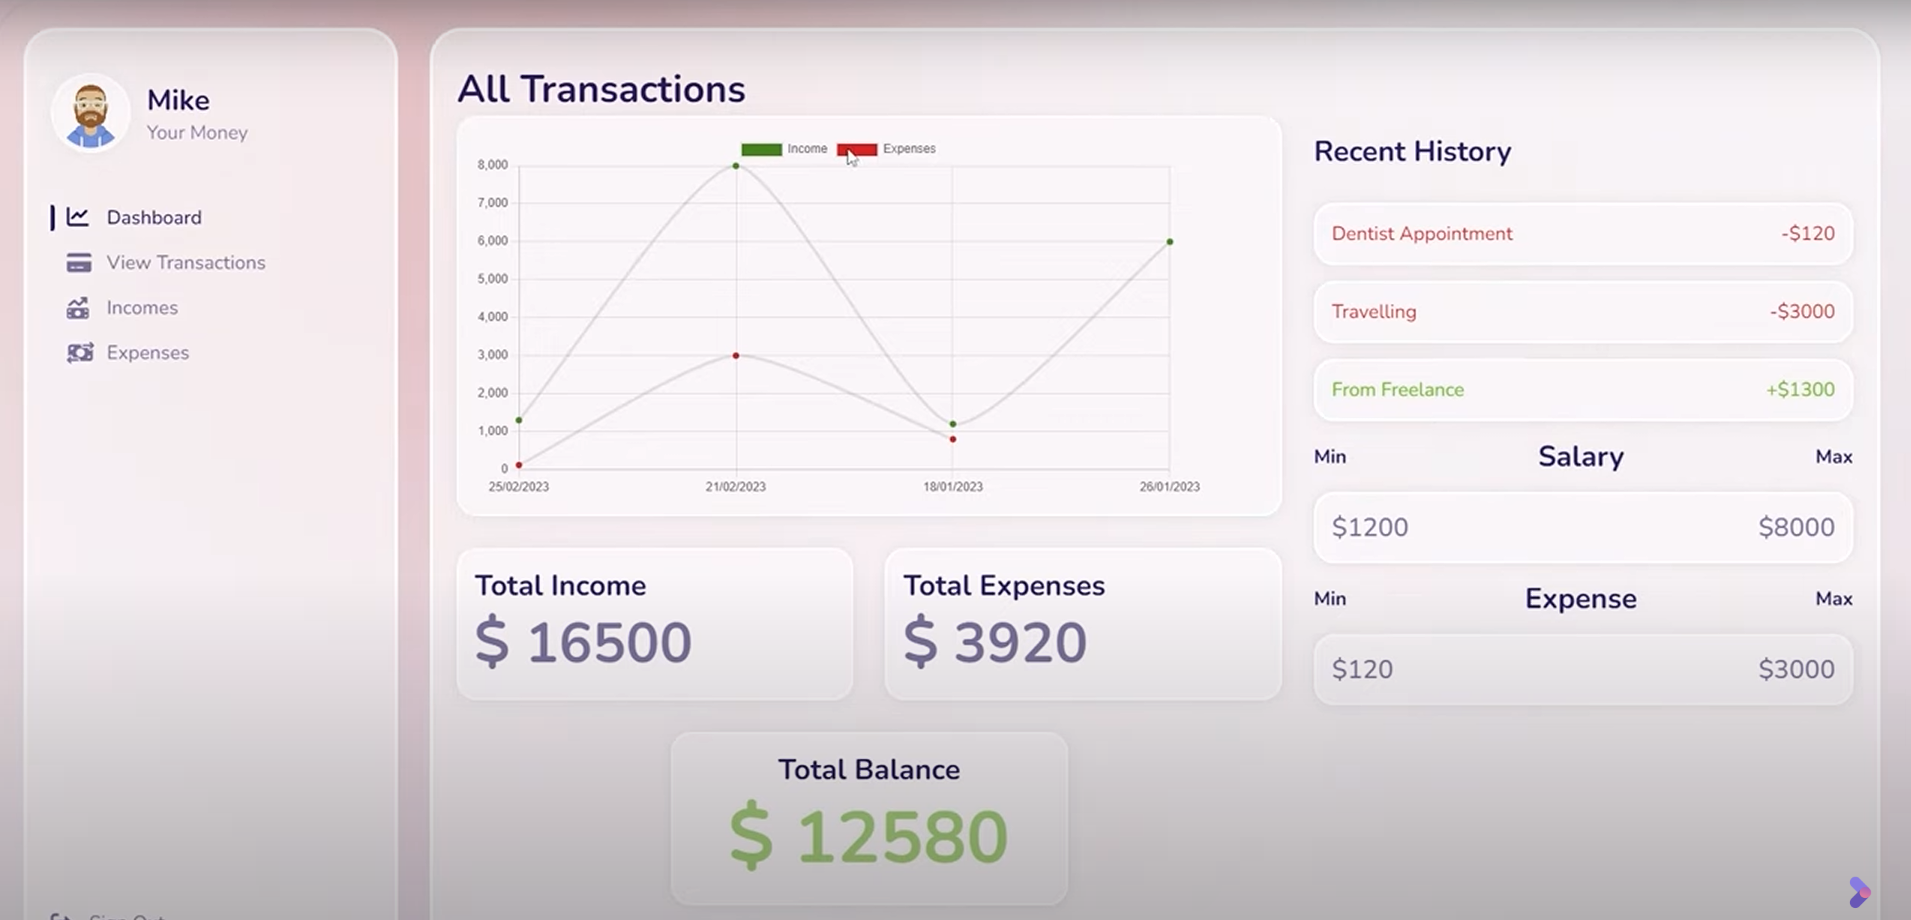 Mike
Your Money
Dashboard
View Transactions
Incomes
Expenses
All Transactions
Income Expenses
8,000
7,000
6,000
5,000
4,000
3,000
2,000
1,000
0
25/02/2023 21/02/2023 18/01/2023 26/01/2023
Total Income
$ 16500
Total Expenses
$ 3920
Total Balance
$ 12580
Recent History
Dentist Appointment -$120
Travelling -$3000
From Freelance +$1300
Min Salary Max
$1200 $8000
Min Expense Max
$120 $3000